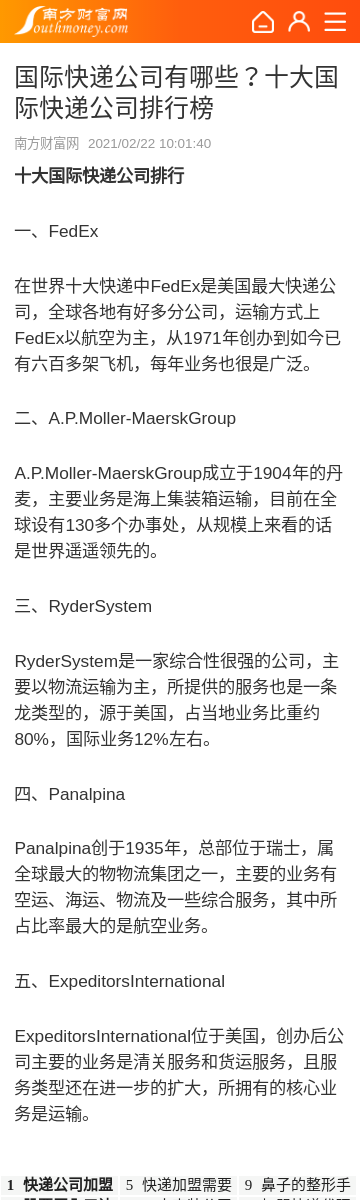 南方财富网
Southmoney.com
国际快递公司有哪些？十大国
际快递公司排行榜
南方财富网 2021/02/22 10:01:40
十大国际快递公司排行
一、FedEx
在世界十大快递中FedEx是美国最大快递公
司，全球各地有好多分公司，运输方式上
FedEx以航空为主，从1971年创办到如今已
有六百多架飞机，每年业务也很是广泛。
二、A.P.Moller-MaerskGroup
A.P.Moller-MaerskGroup成立于1904年的丹
麦，主要业务是海上集装箱运输，目前在全
球设有130多个办事处，从规模上来看的话
是世界遥遥领先的。
三、RyderSystem
RyderSystem是一家综合性很强的公司，主
要以物流运输为主，所提供的服务也是一条
龙类型的，源于美国，占当地业务比重约
80%，国际业务12%左右。
四、Panalpina
Panalpina创于1935年，总部位于瑞士，属
全球最大的物物流集团之一，主要的业务有
空运、海运、物流及一些综合服务，其中所
占比率最大的是航空业务。
五、ExpeditorsInternational
ExpeditorsInternational位于美国，创办后公
司主要的业务是清关服务和货运服务，且服
务类型还在进一步的扩大，所拥有的核心业
务是运输。
1 快递公司加盟 5 快递加盟需要 9 鼻子的整形手